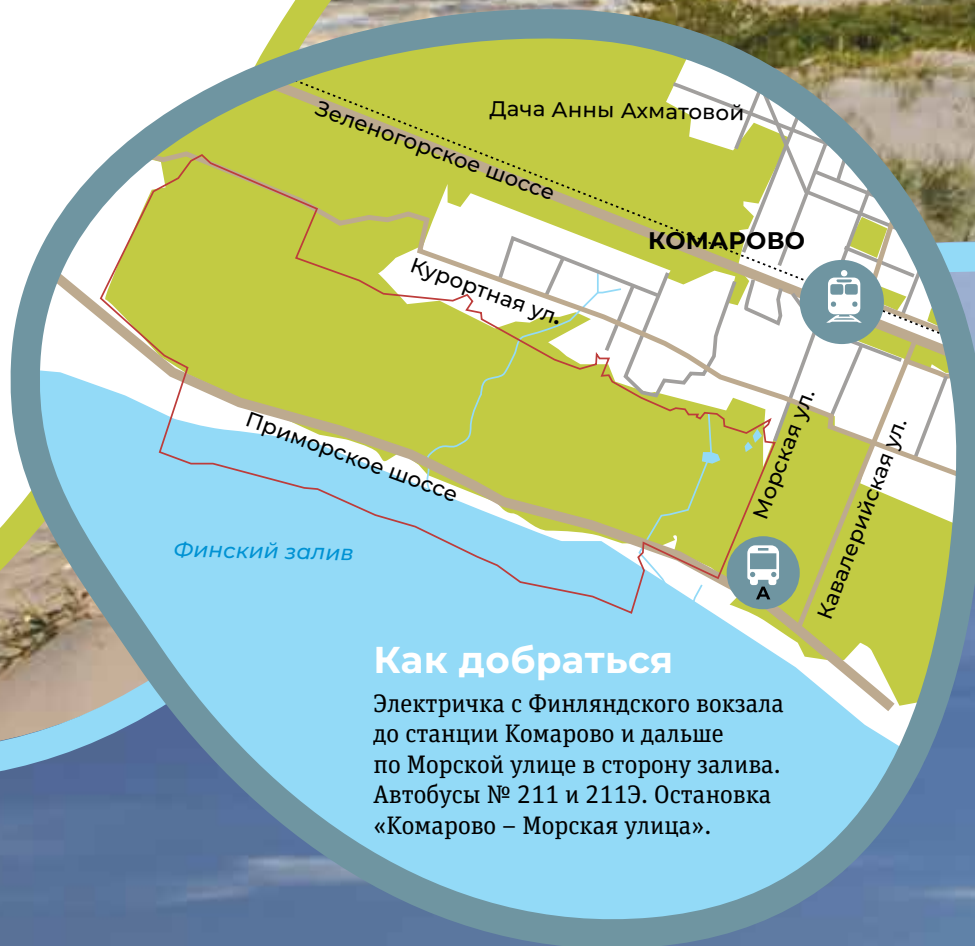 Дача Анны Ахматовой
Зеленогорское шоссе
КОМАРОВО
Курортная ул.
Приморское шоссе
Морская ул.
Кавалерийская ул.
Финский залив
А
Как добраться
Электричка с Финляндского вокзала
до станции Комарово и дальше
по Морской улице в сторону залива.
Автобусы № 211 и 211Э. Остановка
«Комарово – Морская улица».